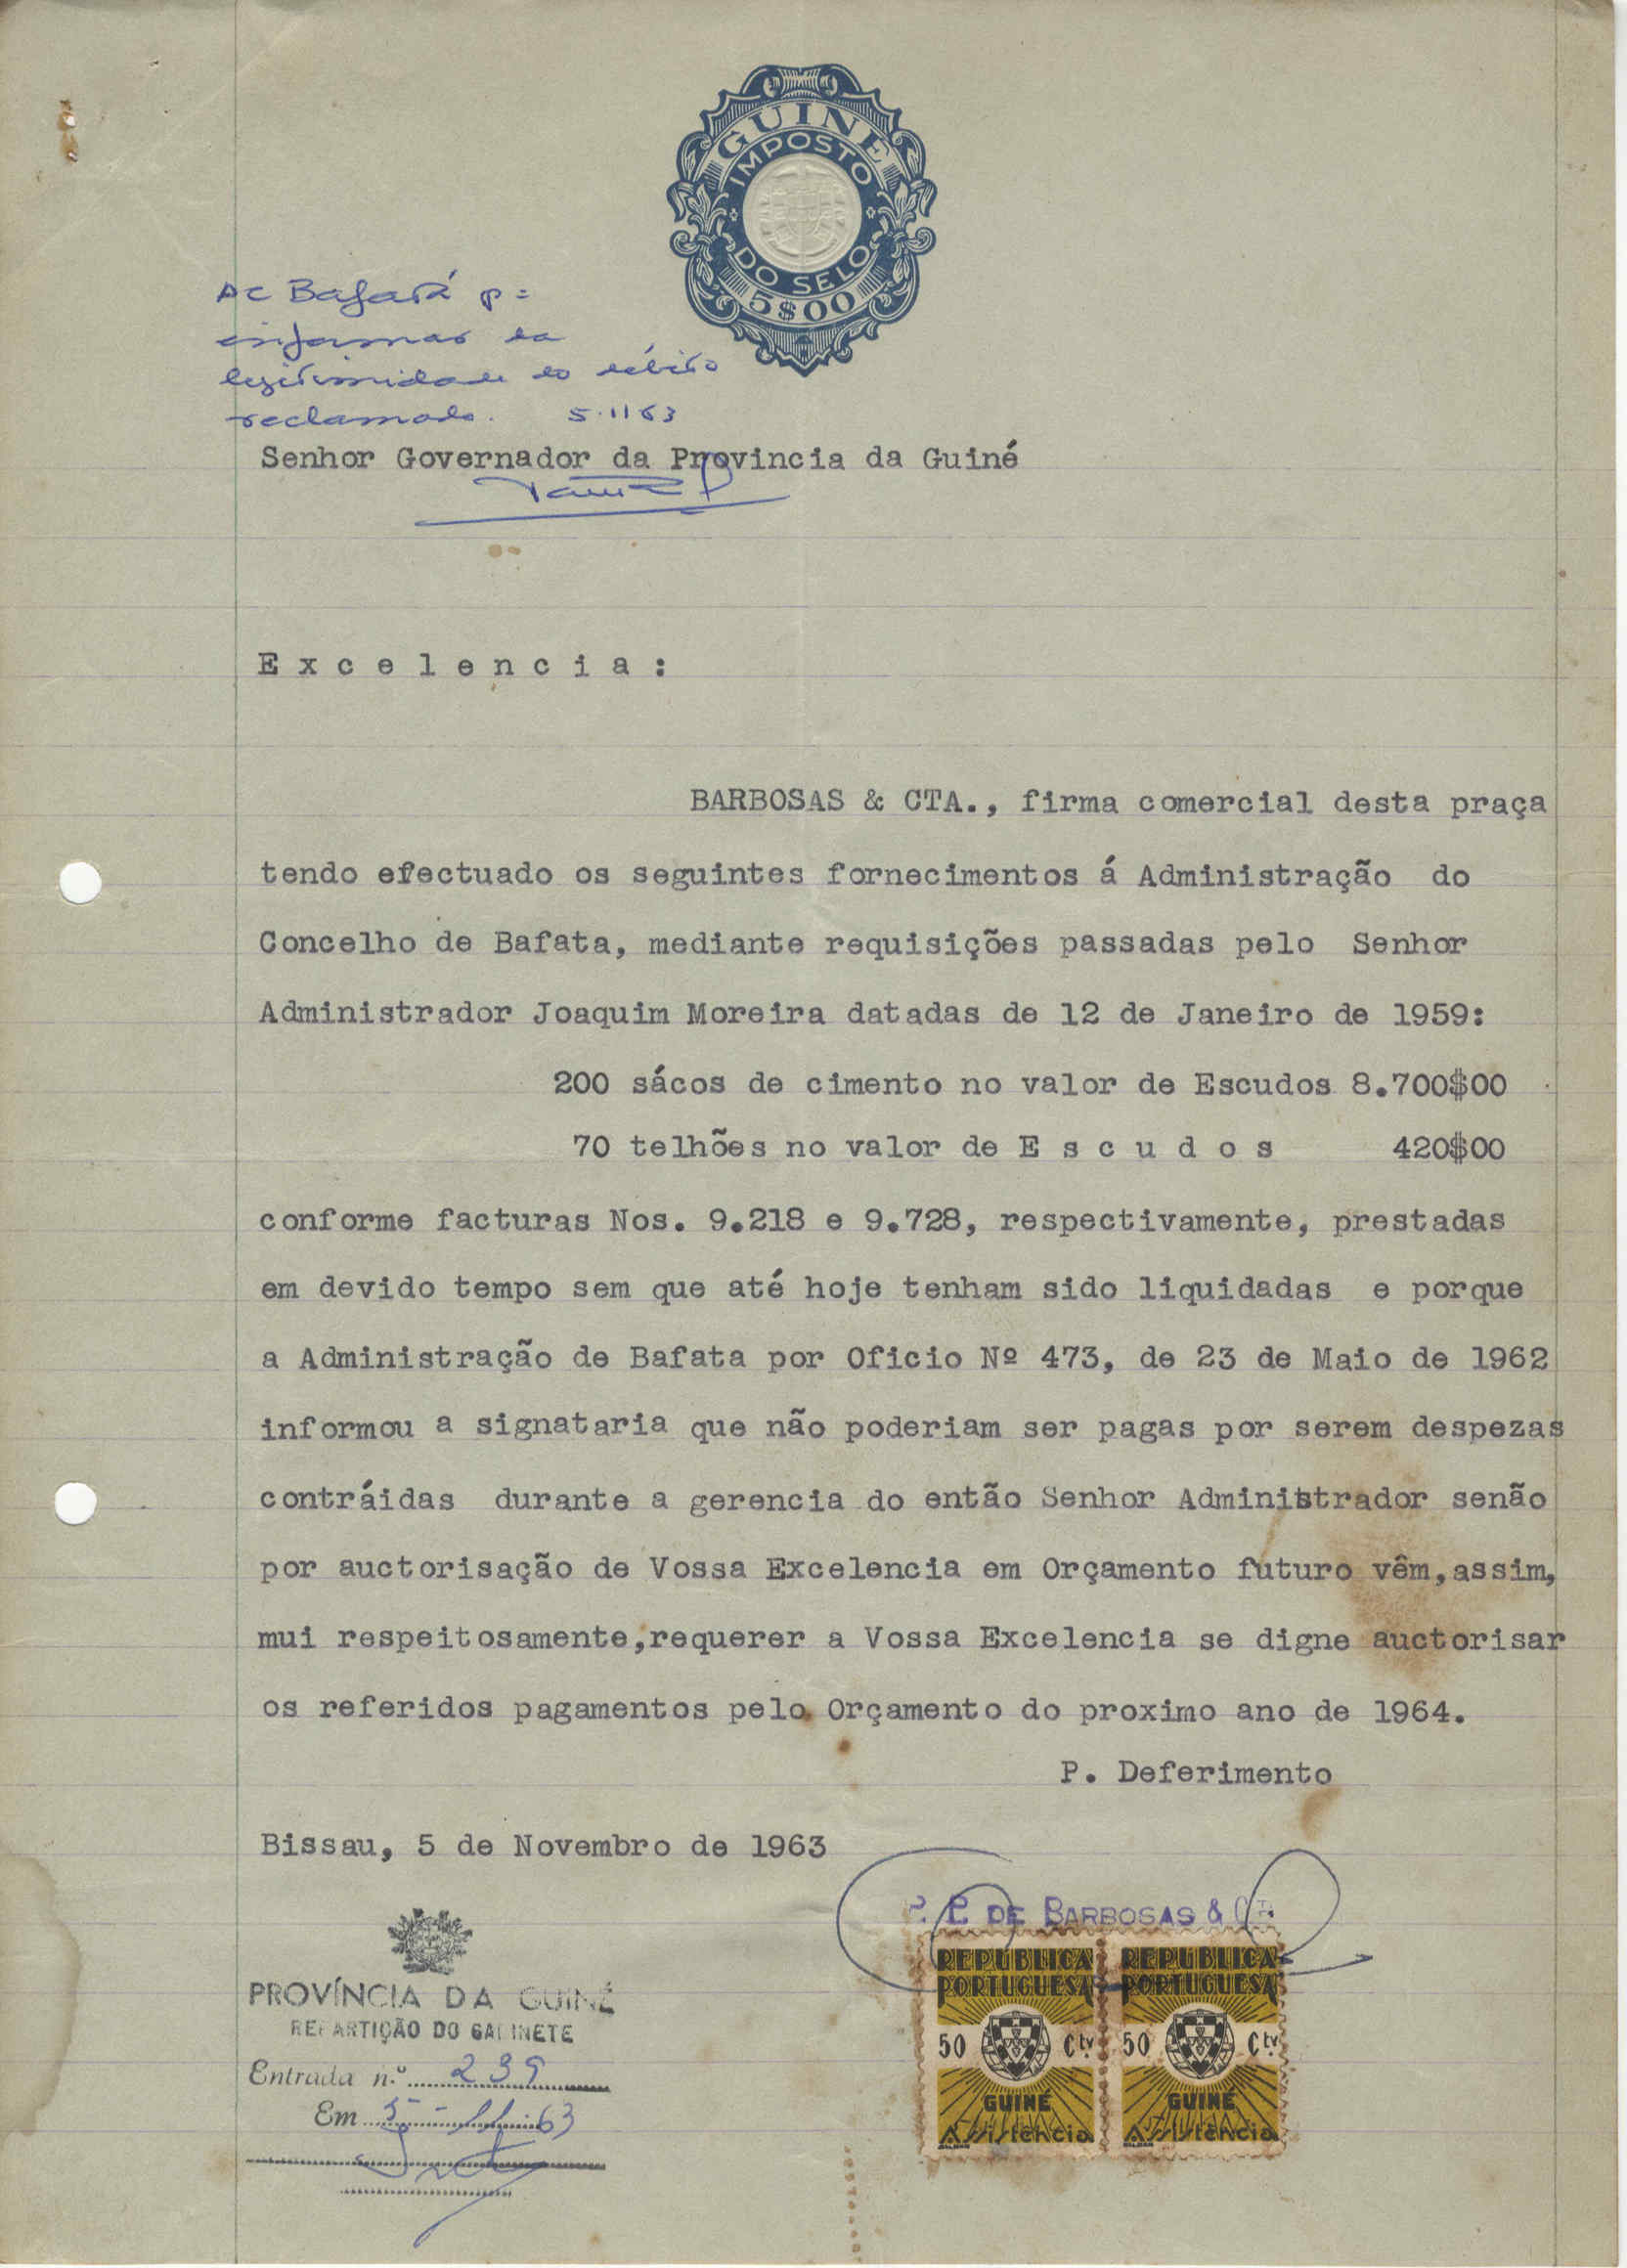 GUINÉ
IMPOSTO
DO SELO
5$00
AC Bafatá p=
informar da
legitimidade do débito
reclamado. 5.11 63
Senhor Governador da Provincia da Guiné
E x c e l e n c i a :
BARBOSAS & CTA., firma comercial desta praça
tendo efectuado os seguintes fornecimentos á Administração do
Concelho de Bafata, mediante requisições passadas pelo Senhor
Administrador Joaquim Moreira datadas de 12 de Janeiro de 1959:
200 sácos de cimento no valor de Escudos 8.700$00
70 telhões no valor de E s c u d o s 420$00
conforme facturas Nos. 9.218 e 9.728, respectivamente, prestadas
em devido tempo sem que até hoje tenham sido liquidadas e porque
a Administração de Bafata por Oficio Nº 473, de 23 de Maio de 1962
informou a signataria que não poderiam ser pagas por serem despezas
contráidas durante a gerencia do então Senhor Administrador senão
por auctorisação de Vossa Excelencia em Orçamento futuro vêm,assim,
mui respeitosamente,requerer a Vossa Excelencia se digne auctorisar
os referidos pagamentos pelo Orçamento do proximo ano de 1964.
P. Deferimento
Bissau, 5 de Novembro de 1963
P. P. DE BARBOSAS & Cta.
REPÚBLICA REPÚBLICA
PORTUGUESA PORTUGUESA
50 Ctv. 50 Ctv.
GUINÉ GUINÉ
Assistência Assistência
PROVÍNCIA DA GUINÉ
REPARTIÇÃO DO GABINETE
Entrada n.º 239
Em 5-11-63